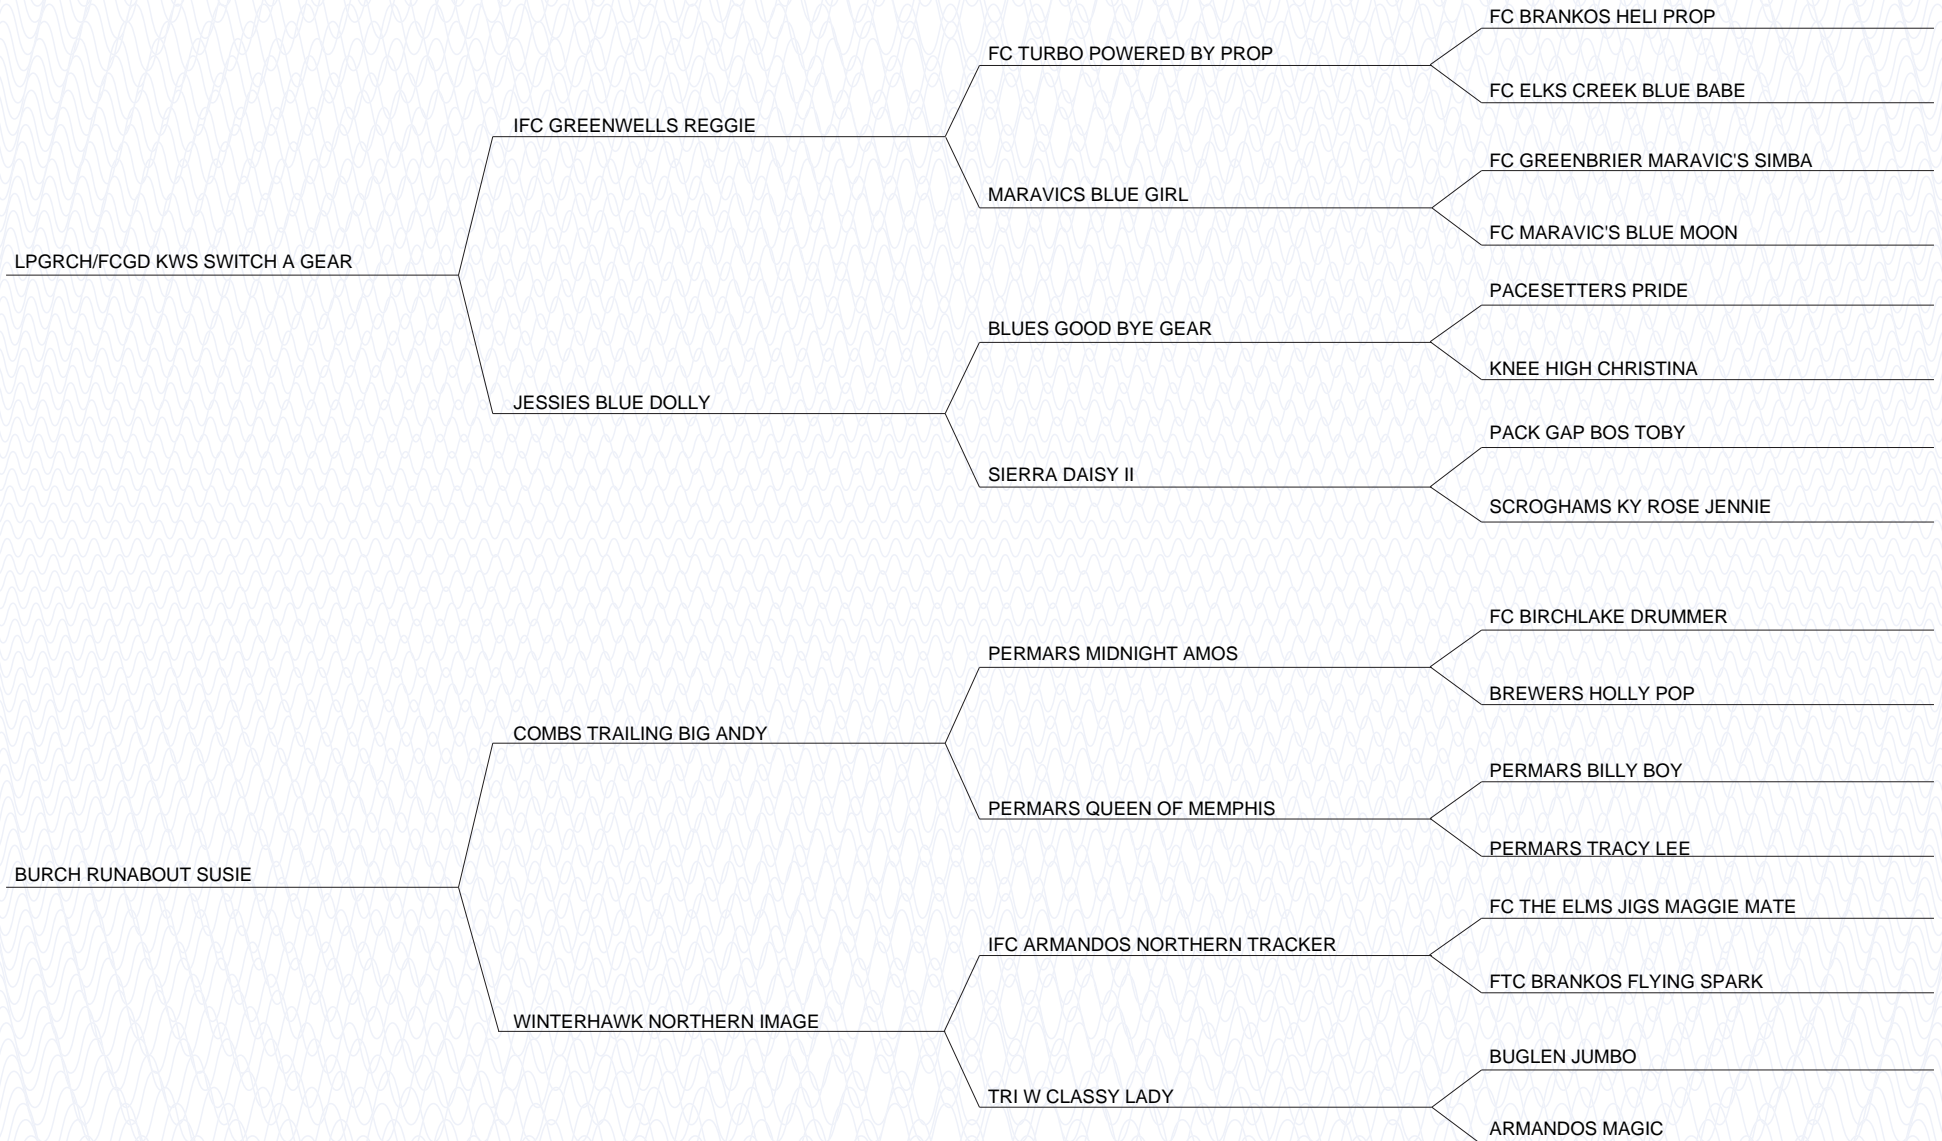 FC BRANKOS HELI PROP
FC TURBO POWERED BY PROP
FC ELKS CREEK BLUE BABE
IFC GREENWELLS REGGIE
FC GREENBRIER MARAVIC'S SIMBA
MARAVICS BLUE GIRL
FC MARAVIC'S BLUE MOON
LPGRCH/FCGD KWS SWITCH A GEAR
PACESETTERS PRIDE
BLUES GOOD BYE GEAR
KNEE HIGH CHRISTINA
JESSIES BLUE DOLLY
PACK GAP BOS TOBY
SIERRA DAISY II
SCROGHAMS KY ROSE JENNIE
FC BIRCHLAKE DRUMMER
PERMARS MIDNIGHT AMOS
BREWERS HOLLY POP
COMBS TRAILING BIG ANDY
PERMARS BILLY BOY
PERMARS QUEEN OF MEMPHIS
PERMARS TRACY LEE
BURCH RUNABOUT SUSIE
FC THE ELMS JIGS MAGGIE MATE
IFC ARMANDOS NORTHERN TRACKER
FTC BRANKOS FLYING SPARK
WINTERHAWK NORTHERN IMAGE
BUGLEN JUMBO
TRI W CLASSY LADY
ARMANDOS MAGIC